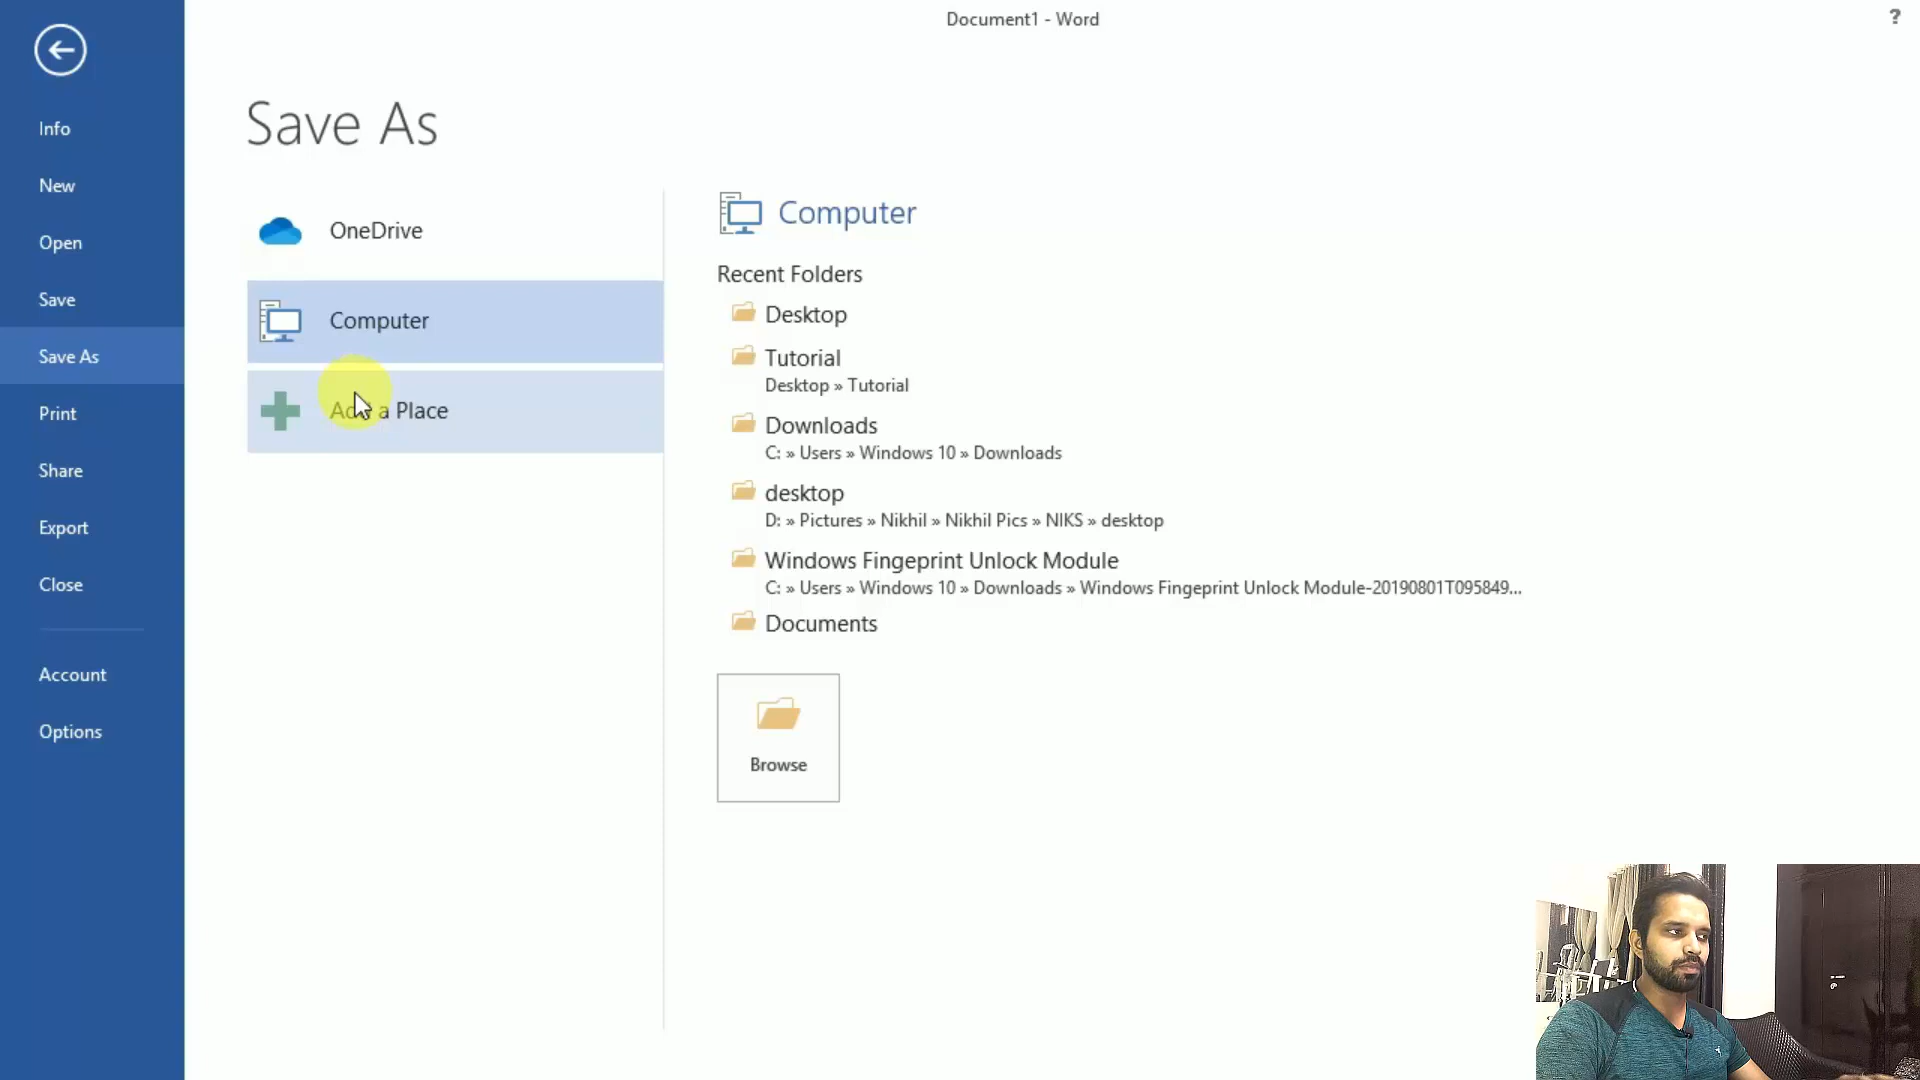 Document1 - Word
?
Info
New
Open
Save
Save As
Print
Share
Export
Close
Account
Options
Save As
OneDrive
Computer
Add a Place
Computer
Recent Folders
Desktop
Tutorial
Desktop » Tutorial
Downloads
C: » Users » Windows 10 » Downloads
desktop
D: » Pictures » Nikhil » Nikhil Pics » NIKS » desktop
Windows Fingeprint Unlock Module
C: » Users » Windows 10 » Downloads » Windows Fingeprint Unlock Module-20190801T095849...
Documents
Browse